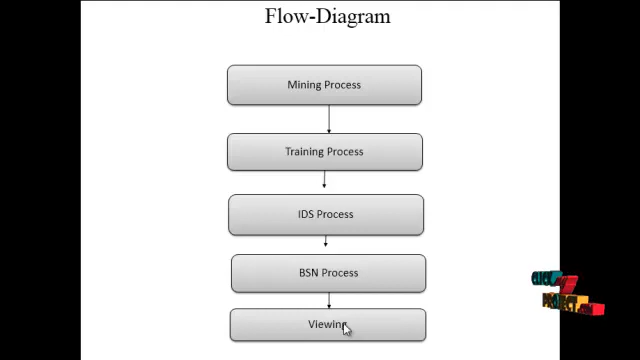 Flow-Diagram
Mining Process
Training Process
IDS Process
BSN Process
Viewing